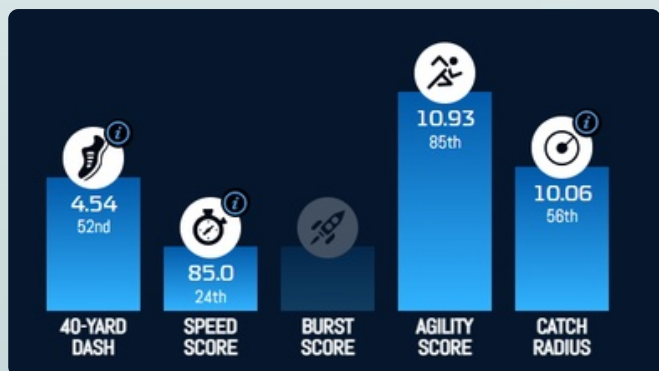 4.54
52nd
40-YARD
DASH
i
85.0
24th
SPEED
SCORE
i
BURST
SCORE
10.93
85th
AGILITY
SCORE
10.06
56th
CATCH
RADIUS
i